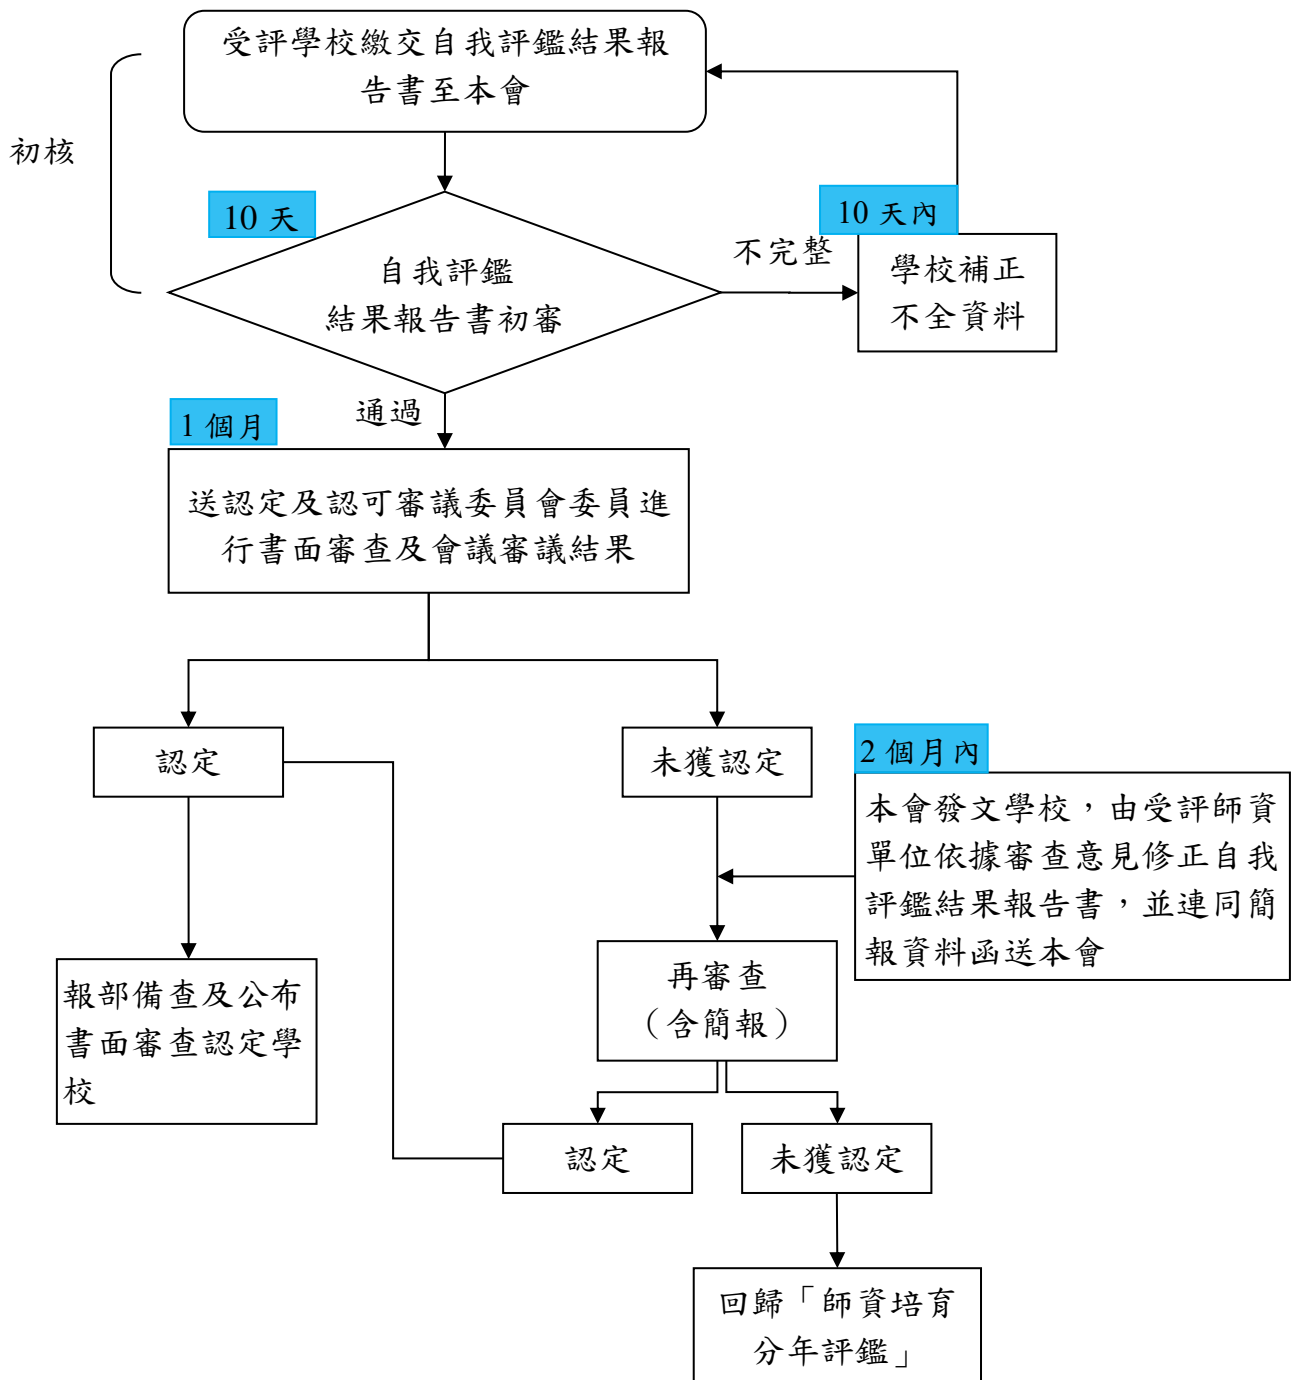 受評學校繳交自我評鑑結果報
告書至本會
初核
10 天
10 天內
自我評鑑
結果報告書初審
不完整
學校補正
不全資料
通過
1 個月
送認定及認可審議委員會委員進
行書面審查及會議審議結果
認定
未獲認定
2 個月內
本會發文學校，由受評師資
單位依據審查意見修正自我
評鑑結果報告書，並連同簡
報資料函送本會
報部備查及公布
書面審查認定學
校
再審查
（含簡報）
認定
未獲認定
回歸「師資培育
分年評鑑」